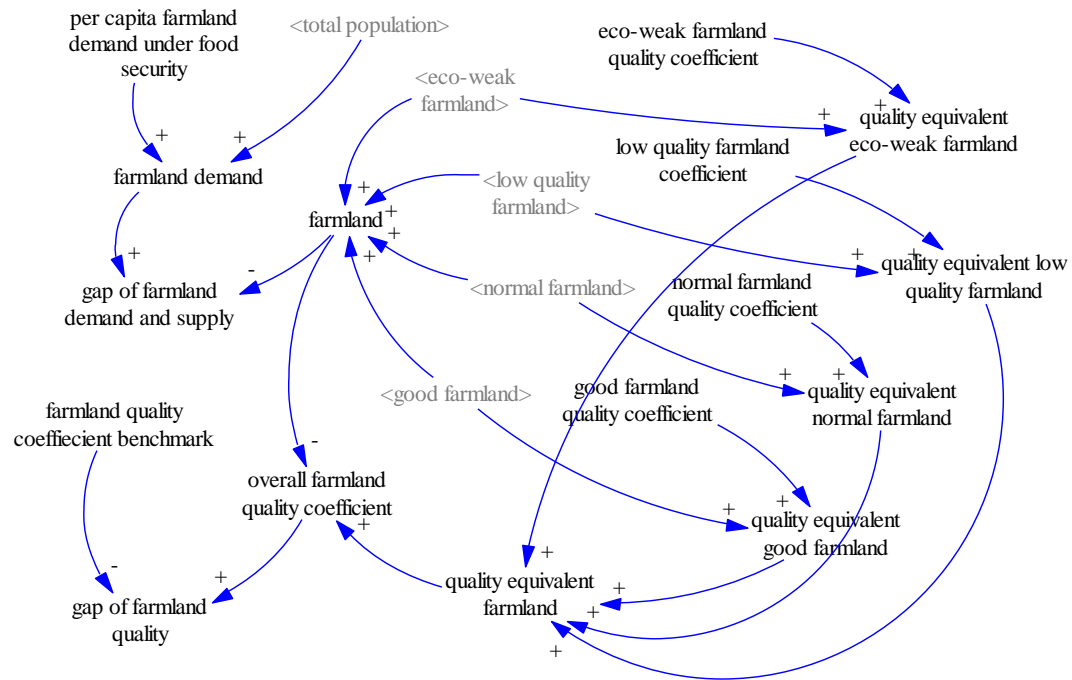 per capita farmland
demand under food
security
<total population>
eco-weak farmland
quality coefficient
<eco-weak
farmland>
+
+
+
+
quality equivalent
eco-weak farmland
low quality farmland
coefficient
farmland demand
<low quality
farmland>
+
+
+
+
farmland
+
-
+
+
quality equivalent low
quality farmland
gap of farmland
demand and supply
<normal farmland>
normal farmland
quality coefficient
+
+
quality equivalent
normal farmland
<good farmland>
good farmland
quality coefficient
farmland quality
coeffiecient benchmark
-
overall farmland
quality coefficient
+
+
+
quality equivalent
good farmland
-
+
gap of farmland
quality
+
+
+
+
quality equivalent
farmland